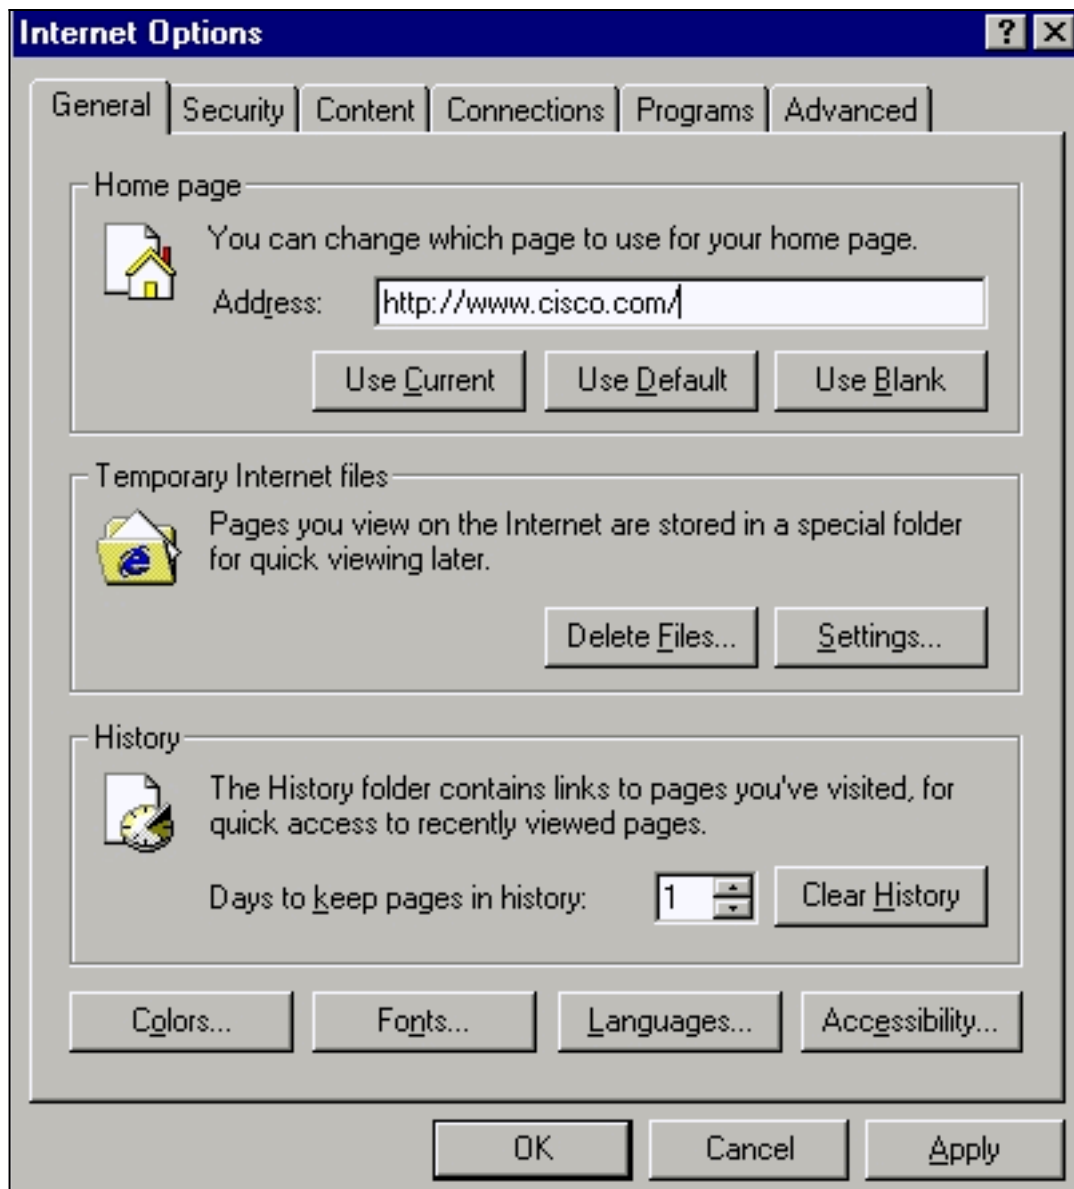 Internet Options
General Security Content Connections Programs Advanced
Home page
You can change which page to use for your home page.
Address: http://www.cisco.com/
Use Current Use Default Use Blank
Temporary Internet files
Pages you view on the Internet are stored in a special folder
for quick viewing later.
Delete Files... Settings...
History
The History folder contains links to pages you've visited, for
quick access to recently viewed pages.
Days to keep pages in history: 1 Clear History
Colors... Fonts... Languages... Accessibility...
OK Cancel Apply